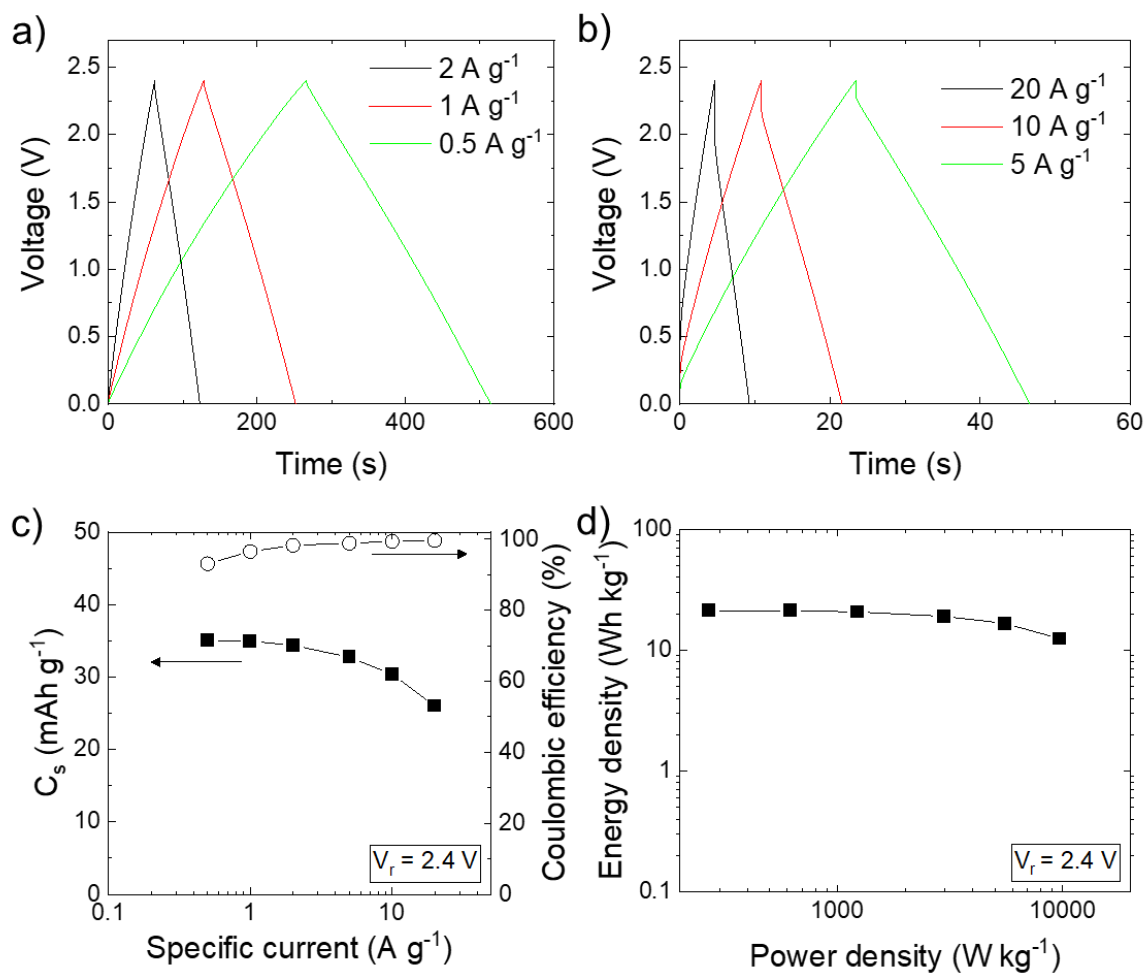 a)
Voltage (V)
2.5
2.0
1.5
1.0
0.5
0.0
2 A g⁻¹
1 A g⁻¹
0.5 A g⁻¹
0 200 400 600
Time (s)
b)
Voltage (V)
2.5
2.0
1.5
1.0
0.5
0.0
20 A g⁻¹
10 A g⁻¹
5 A g⁻¹
0 20 40 60
Time (s)
c)
Cₛ (mAh g⁻¹)
50
45
40
35
30
25
20
15
10
5
0
Coulombic efficiency (%)
100
80
60
40
20
0
Vᵣ = 2.4 V
0.1 1 10
Specific current (A g⁻¹)
d)
Energy density (Wh kg⁻¹)
100
10
1
0.1
Vᵣ = 2.4 V
1000 10000
Power density (W kg⁻¹)